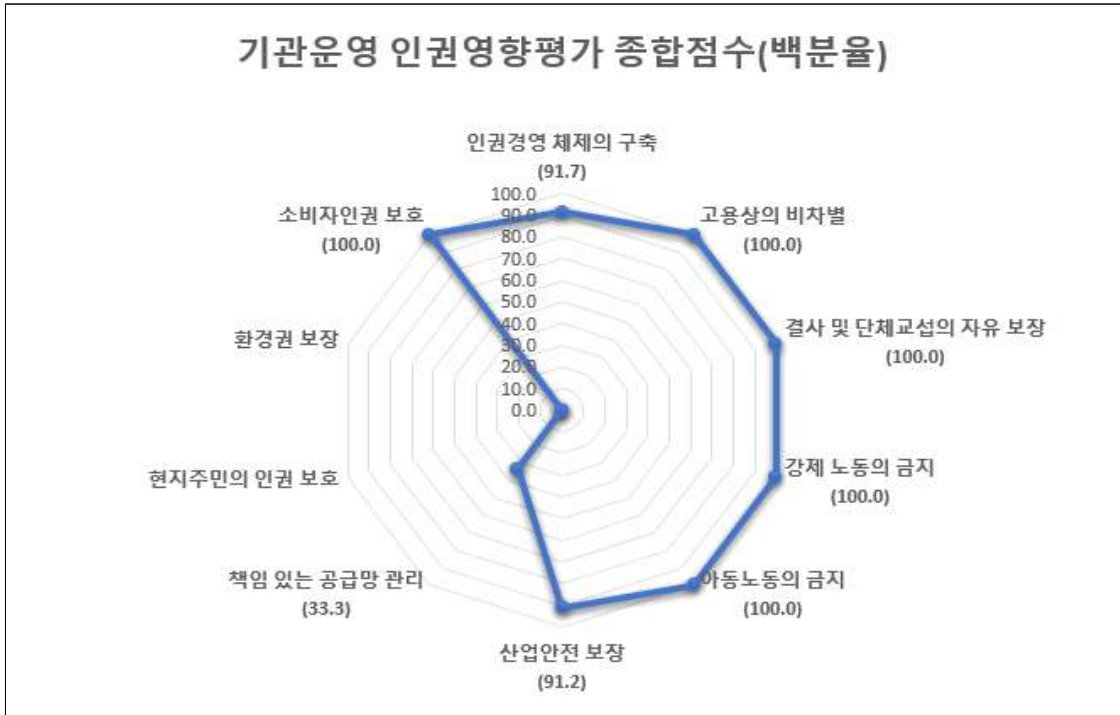 기관운영 인권영향평가 종합점수(백분율)
인권경영 체제의 구축
(91.7)
고용상의 비차별
(100.0)
결사 및 단체교섭의 자유 보장
(100.0)
강제 노동의 금지
(100.0)
아동노동의 금지
(100.0)
산업안전 보장
(91.2)
책임 있는 공급망 관리
(33.3)
현지주민의 인권 보호
환경권 보장
소비자인권 보호
(100.0)
100.0
90.0
80.0
70.0
60.0
50.0
40.0
30.0
20.0
10.0
0.0